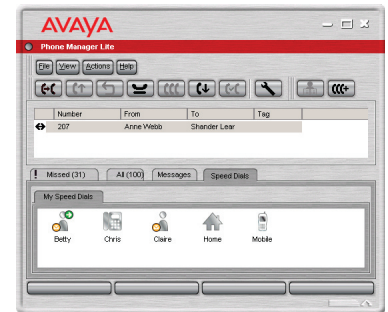 AVAYA
Phone Manager Lite
File View Actions Help
Number From To Tag
207 Anne Webb Shander Lear
! Missed (31) All (100) Messages Speed Dials
My Speed Dials
Betty Chris Claire Home Mobile